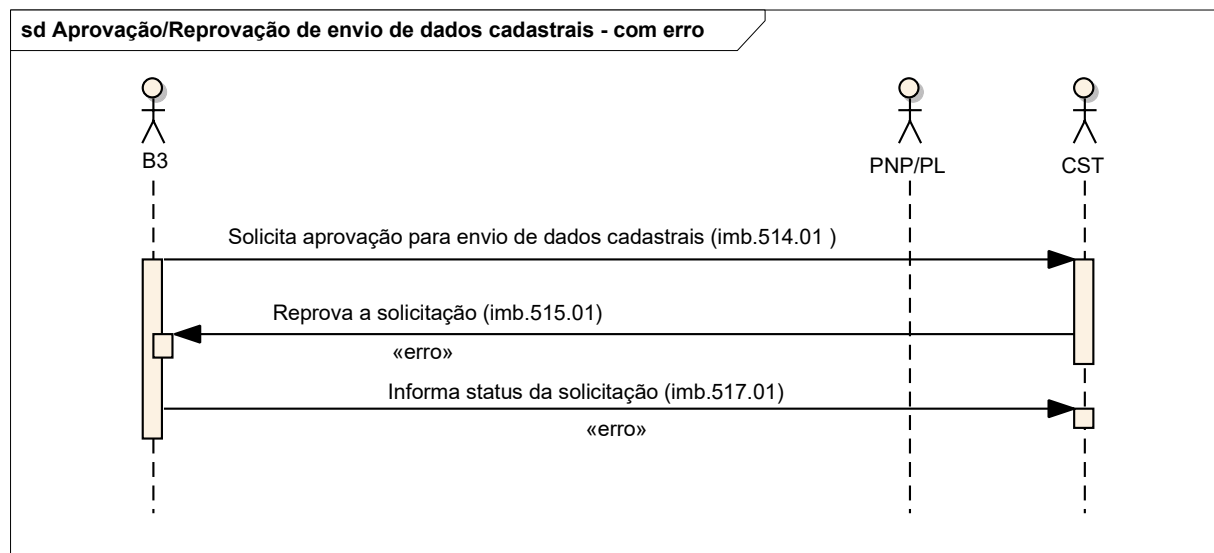 sd Aprovação/Reprovação de envio de dados cadastrais - com erro
B3
PNP/PL
CST
Solicita aprovação para envio de dados cadastrais (imb.514.01 )
Reprova a solicitação (imb.515.01)
«erro»
Informa status da solicitação (imb.517.01)
«erro»